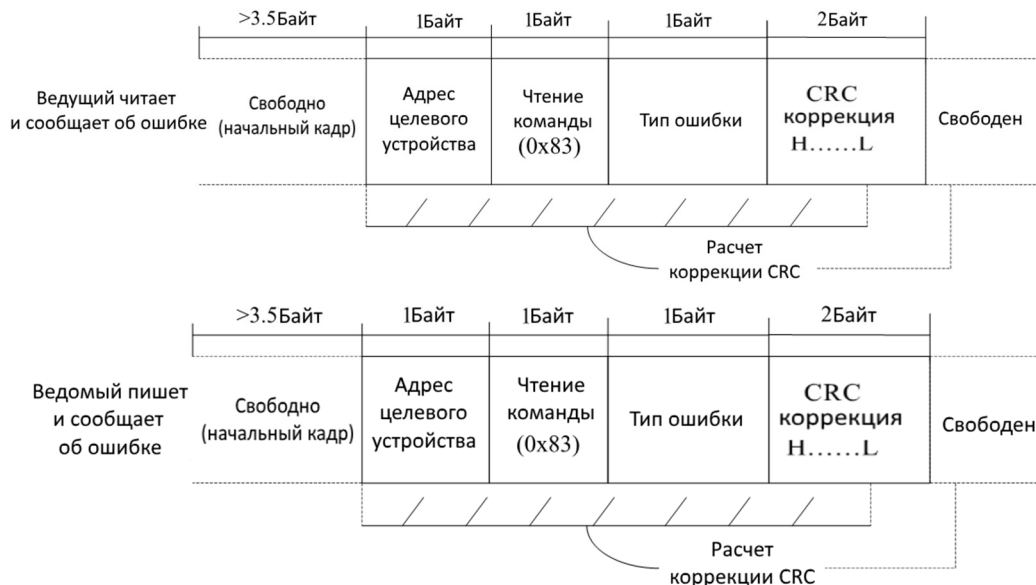 >3.5Байт
1Байт
1Байт
1Байт
2Байт
Ведущий читает
и сообщает об ошибке
Свободно
(начальный кадр)
Адрес
целевого
устройства
Чтение
команды
(0x83)
Тип ошибки
CRC
коррекция
H......L
Свободен
Расчет
коррекции CRC
>3.5Байт
1Байт
1Байт
1Байт
2Байт
Ведомый пишет
и сообщает
об ошибке
Свободно
(начальный кадр)
Адрес
целевого
устройства
Чтение
команды
(0x83)
Тип ошибки
CRC
коррекция
H......L
Свободен
Расчет
коррекции CRC